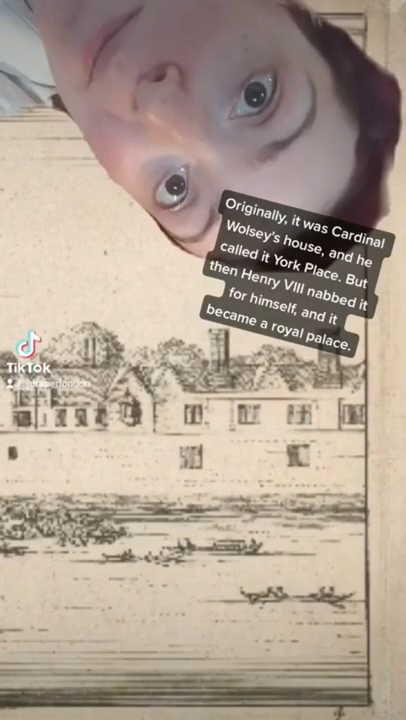 Originally, it was Cardinal
Wolsey's house, and he
called it York Place. But
then Henry VIII nabbed it
for himself, and it
became a royal palace.
TikTok